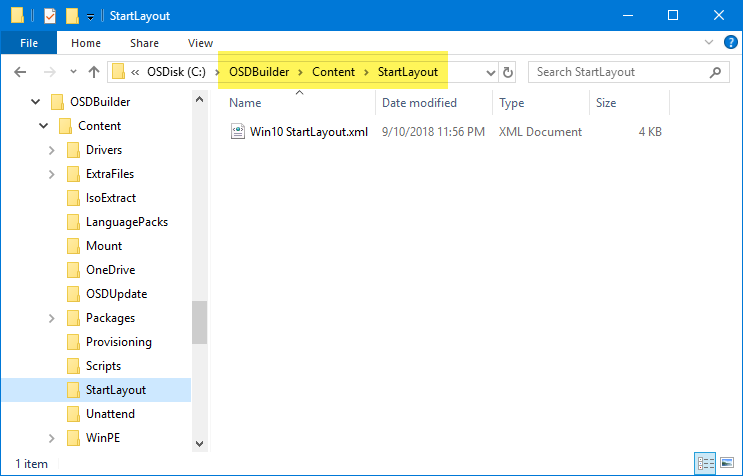 StartLayout
File Home Share View
« OSDisk (C:) > OSDBuilder > Content > StartLayout Search StartLayout
OSDBuilder
Content
Drivers
ExtraFiles
IsoExtract
LanguagePacks
Mount
OneDrive
OSDUpdate
Packages
Provisioning
Scripts
StartLayout
Unattend
WinPE
Name Date modified Type Size
Win10 StartLayout.xml 9/10/2018 11:56 PM XML Document 4 KB
1 item